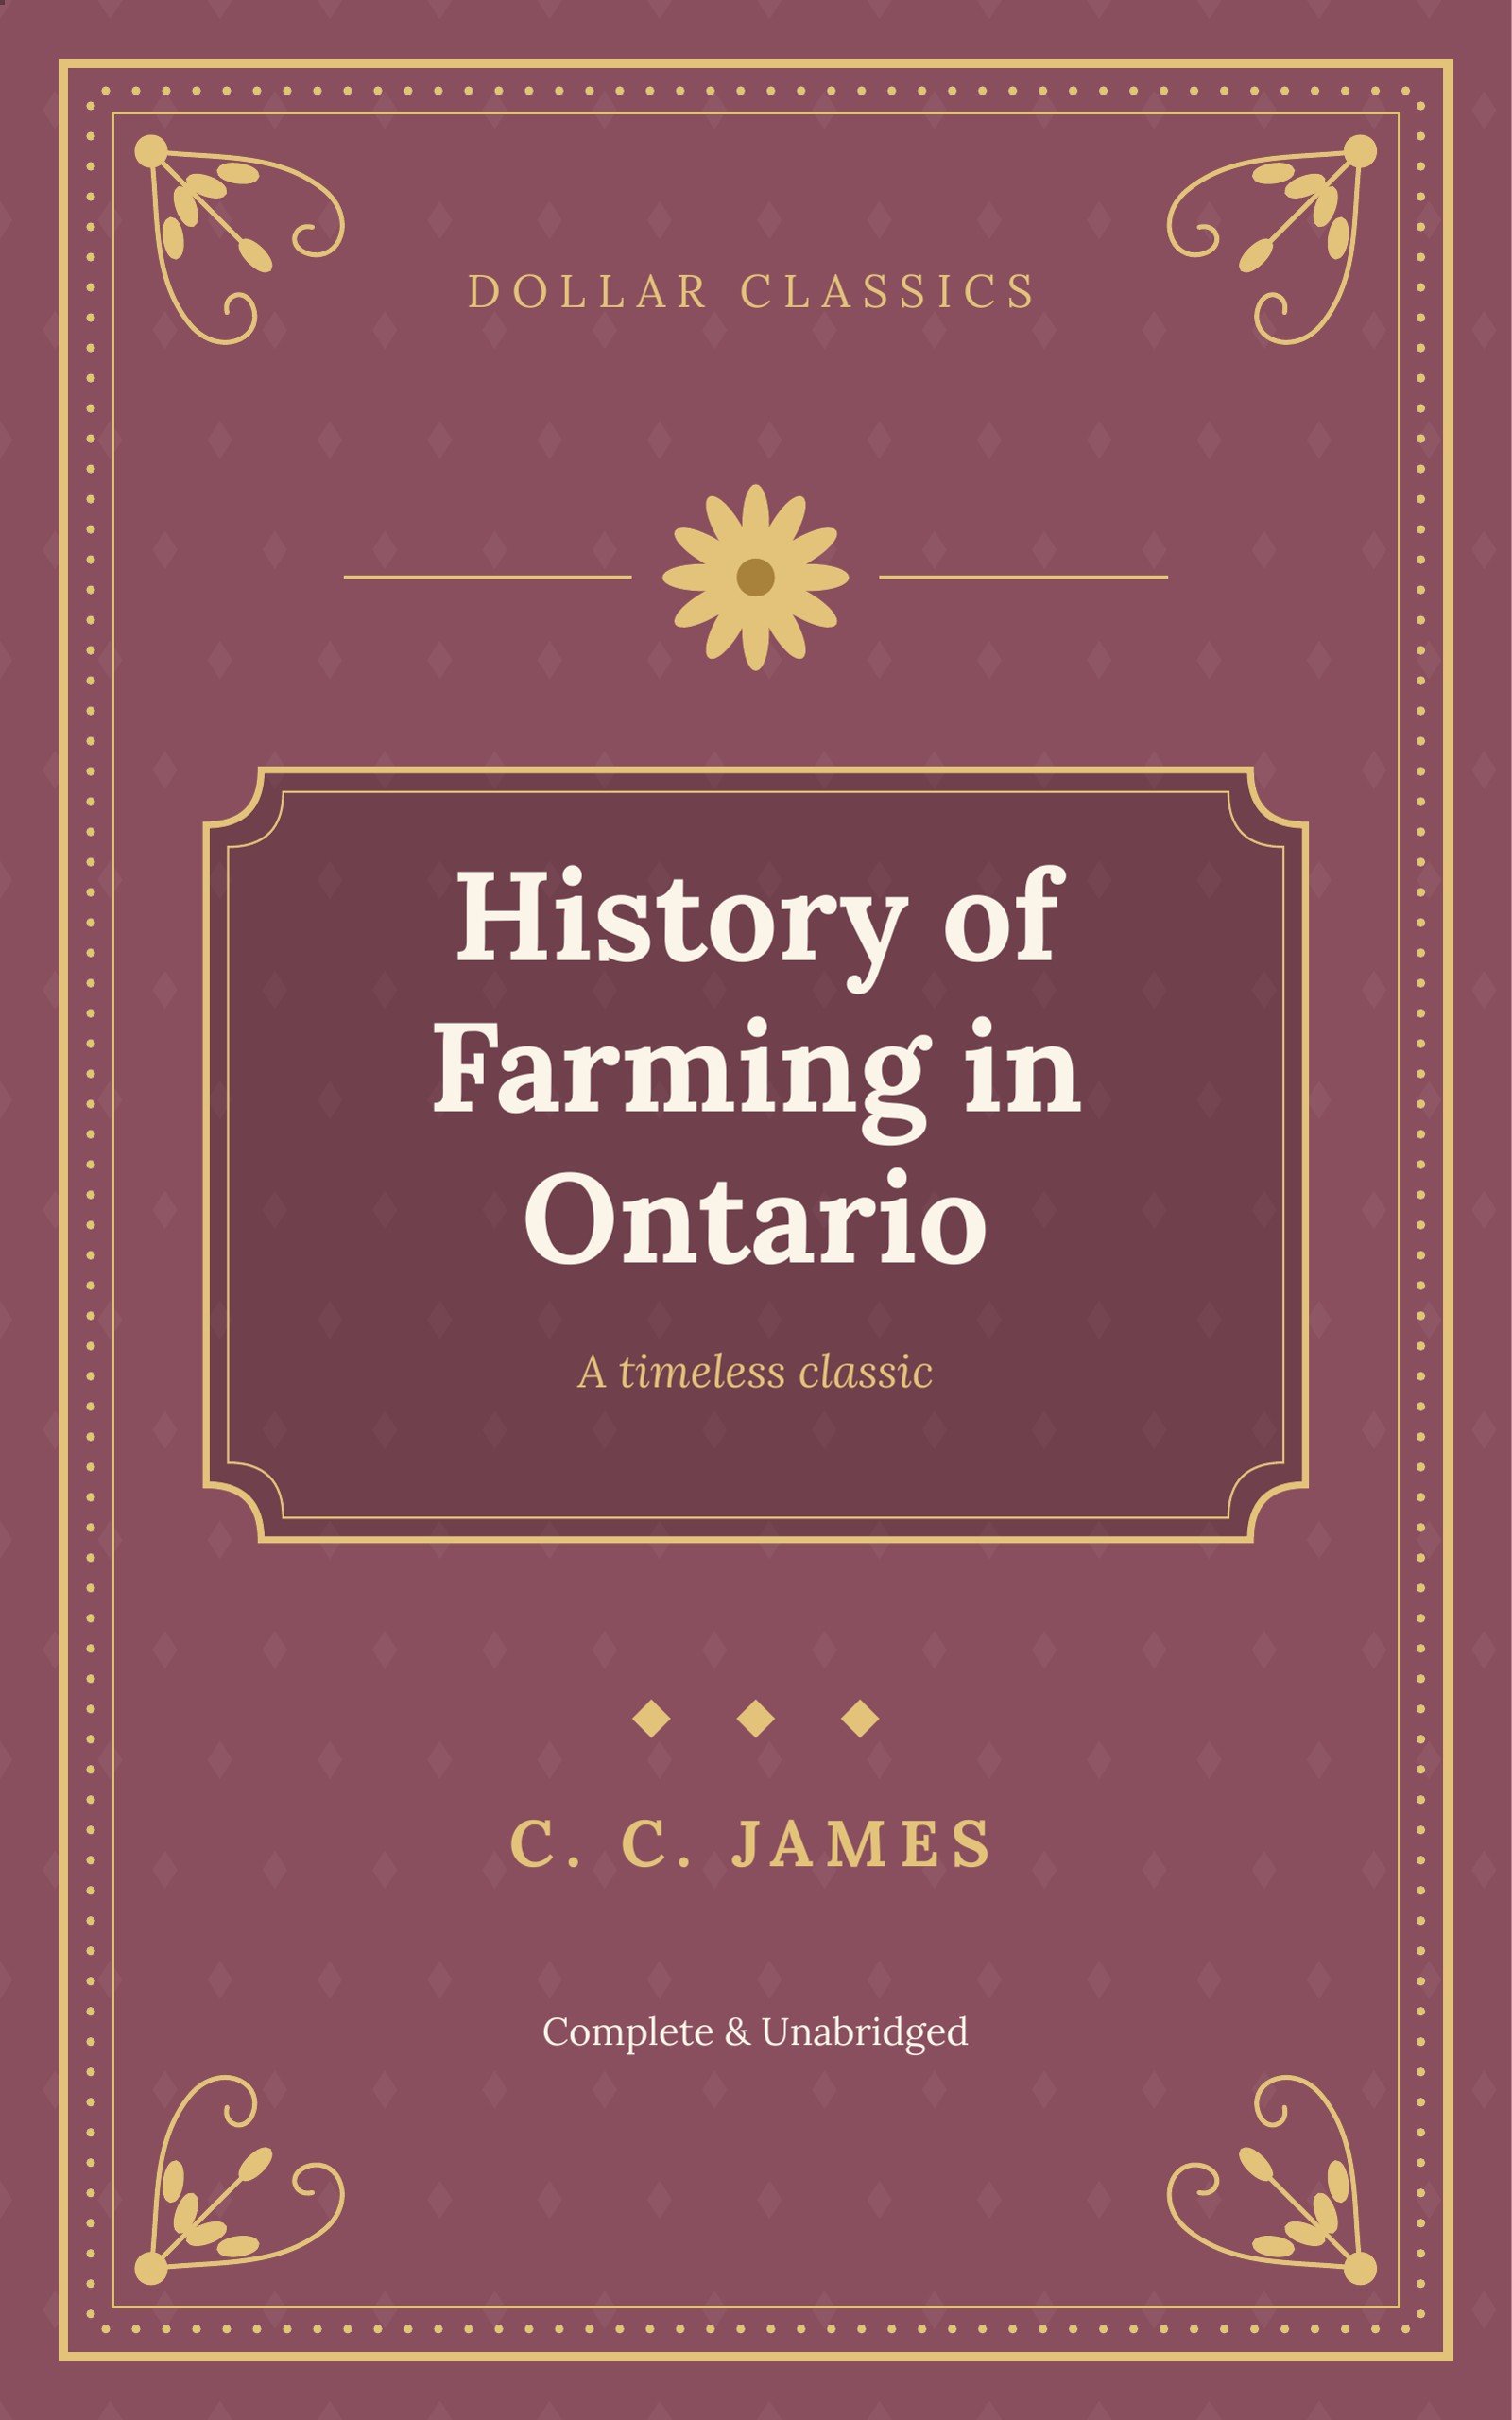 DOLLAR CLASSICS
History of
Farming in
Ontario
A timeless classic
C. C. JAMES
Complete & Unabridged